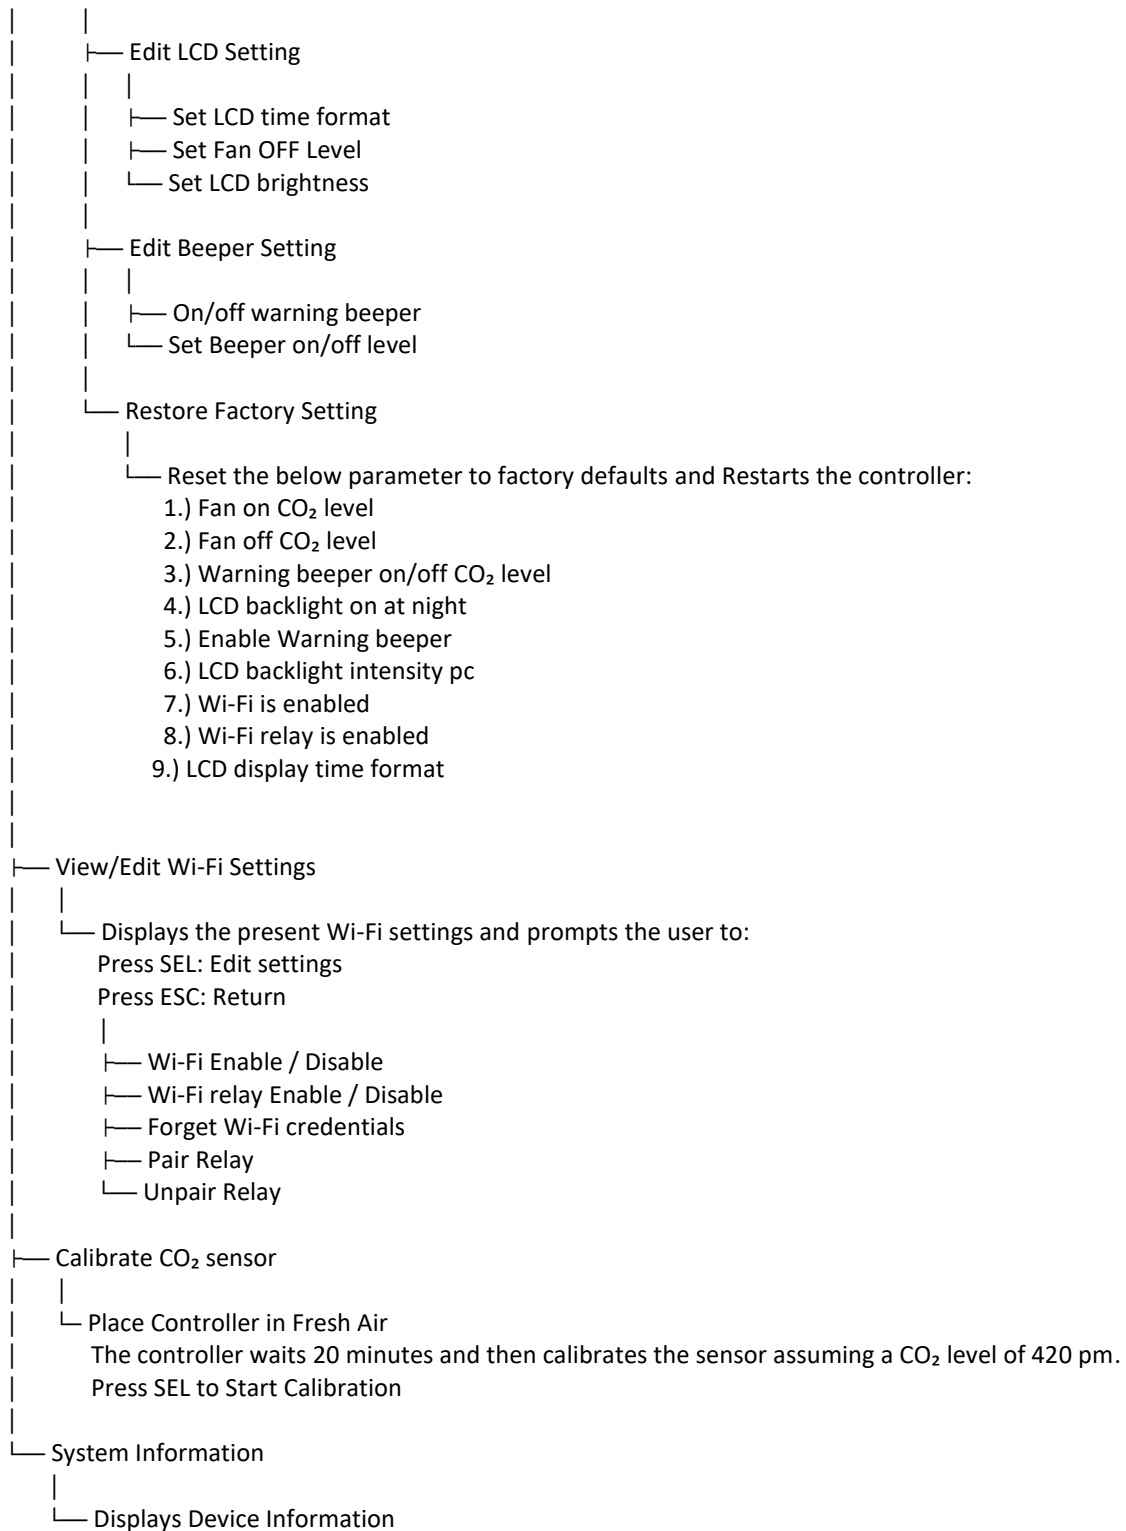 Edit LCD Setting
Set LCD time format
Set Fan OFF Level
Set LCD brightness
Edit Beeper Setting
On/off warning beeper
Set Beeper on/off level
Restore Factory Setting
Reset the below parameter to factory defaults and Restarts the controller:
1.) Fan on CO₂ level
2.) Fan off CO₂ level
3.) Warning beeper on/off CO₂ level
4.) LCD backlight on at night
5.) Enable Warning beeper
6.) LCD backlight intensity pc
7.) Wi-Fi is enabled
8.) Wi-Fi relay is enabled
9.) LCD display time format
View/Edit Wi-Fi Settings
Displays the present Wi-Fi settings and prompts the user to:
Press SEL: Edit settings
Press ESC: Return
Wi-Fi Enable / Disable
Wi-Fi relay Enable / Disable
Forget Wi-Fi credentials
Pair Relay
Unpair Relay
Calibrate CO₂ sensor
Place Controller in Fresh Air
The controller waits 20 minutes and then calibrates the sensor assuming a CO₂ level of 420 pm.
Press SEL to Start Calibration
System Information
Displays Device Information